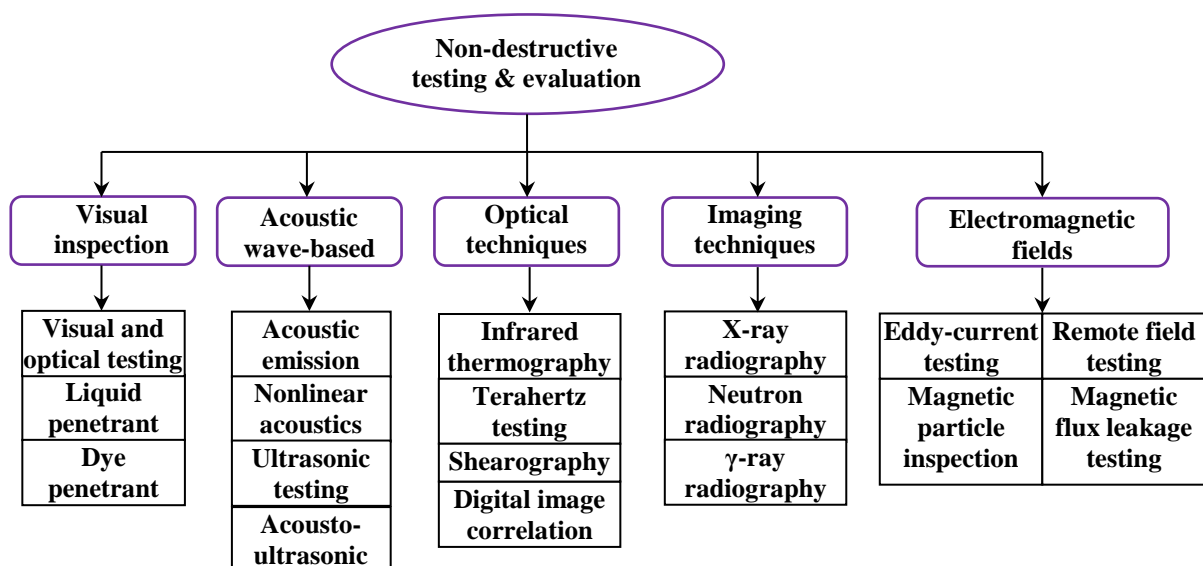 Non-destructive
testing & evaluation
Visual
inspection
Acoustic
wave-based
Optical
techniques
Imaging
techniques
Electromagnetic
fields
Visual and
optical testing
Liquid
penetrant
Dye
penetrant
Acoustic
emission
Nonlinear
acoustics
Ultrasonic
testing
Acousto-
ultrasonic
Infrared
thermography
Terahertz
testing
Shearography
Digital image
correlation
X-ray
radiography
Neutron
radiography
γ-ray
radiography
Eddy-current
testing
Remote field
testing
Magnetic
particle
inspection
Magnetic
flux leakage
testing